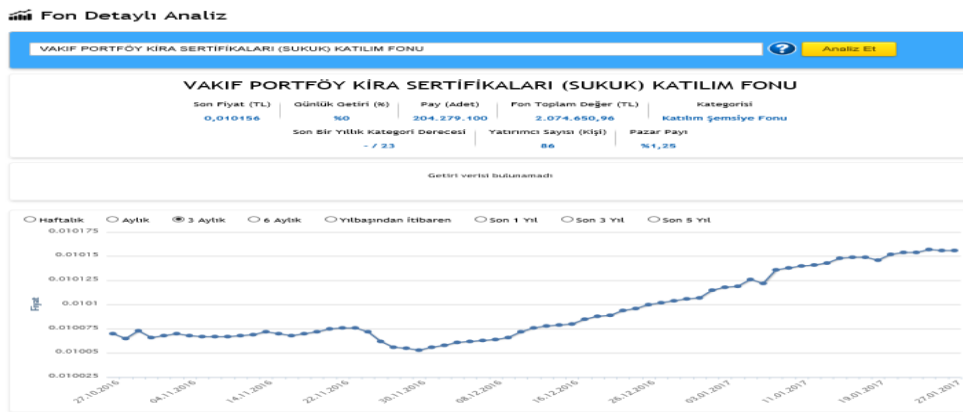 Fon Detaylı Analiz
VAKIF PORTFÖY KİRA SERTİFİKALARI (SUKUK) KATILIM FONU ? Analiz Et
VAKIF PORTFÖY KİRA SERTİFİKALARI (SUKUK) KATILIM FONU
Son Fiyat (TL) Günlük Getiri (%) Pay (Adet) Fon Toplam Değer (TL) Kategorisi
0,010156 %0 204.279.100 2.074.650,96 Katılım Şemsiye Fonu
Son Bir Yıllık Kategori Derecesi Yatırımcı Sayısı (Kişi) Pazar Payı
- / 23 86 %1,25
Getiri verisi bulunamadı
Haftalık Aylık 3 Aylık 6 Aylık Yılbaşından İtibaren Son 1 Yıl Son 3 Yıl Son 5 Yıl
0.010175
0.01015
0.010125
0.0101
0.010075
0.01005
0.010025
Fiyat
27.10.2016 04.11.2016 14.11.2016 22.11.2016 30.11.2016 08.12.2016 16.12.2016 26.12.2016 03.01.2017 11.01.2017 19.01.2017 27.01.2017